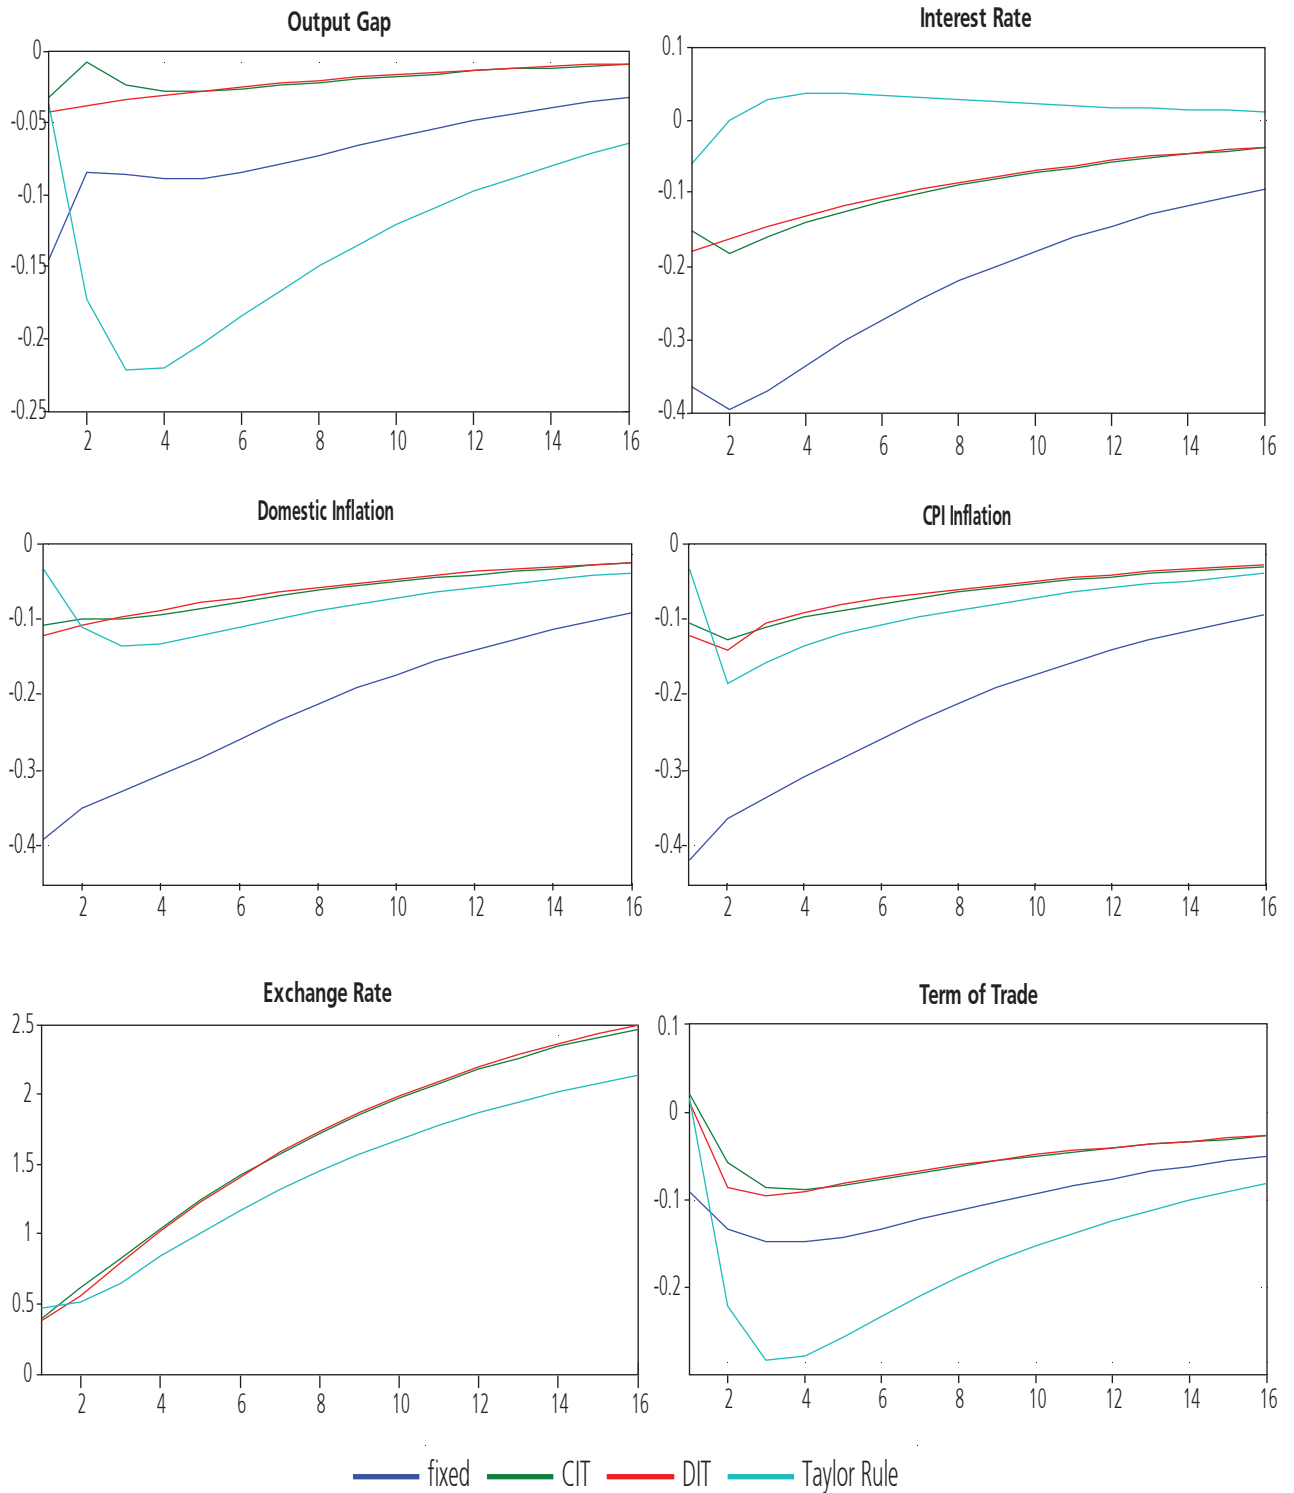 Output Gap
0
-0.05
-0.1
-0.15
-0.2
-0.25
2 4 6 8 10 12 14 16
Interest Rate
0.1
0
-0.1
-0.2
-0.3
-0.4
2 4 6 8 10 12 14 16
Domestic Inflation
0
-0.1
-0.2
-0.3
-0.4
2 4 6 8 10 12 14 16
CPI Inflation
0
-0.1
-0.2
-0.3
-0.4
2 4 6 8 10 12 14 16
Exchange Rate
2.5
2
1.5
1
0.5
0
2 4 6 8 10 12 14 16
Term of Trade
0.1
0
-0.1
-0.2
2 4 6 8 10 12 14 16
fixed CIT DIT Taylor Rule